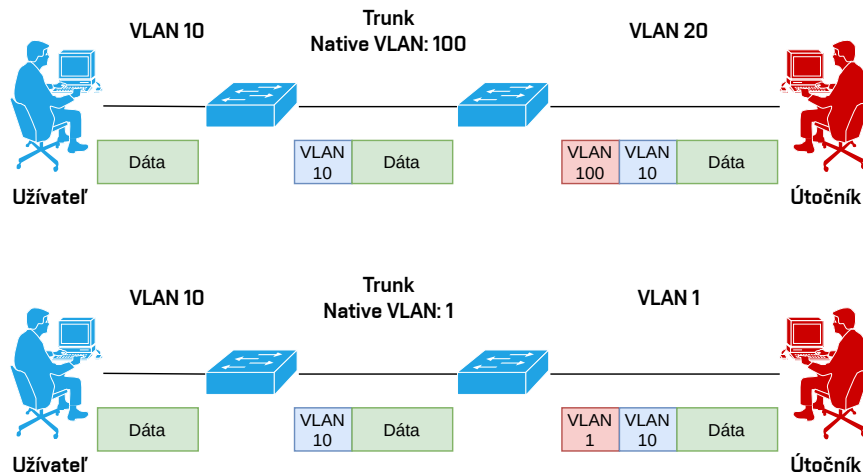 VLAN 10
Trunk
Native VLAN: 100
VLAN 20
Dáta
VLAN
10
Dáta
VLAN
100
VLAN
10
Dáta
Užívateľ
Útočník
VLAN 10
Trunk
Native VLAN: 1
VLAN 1
Dáta
VLAN
10
Dáta
VLAN
1
VLAN
10
Dáta
Užívateľ
Útočník